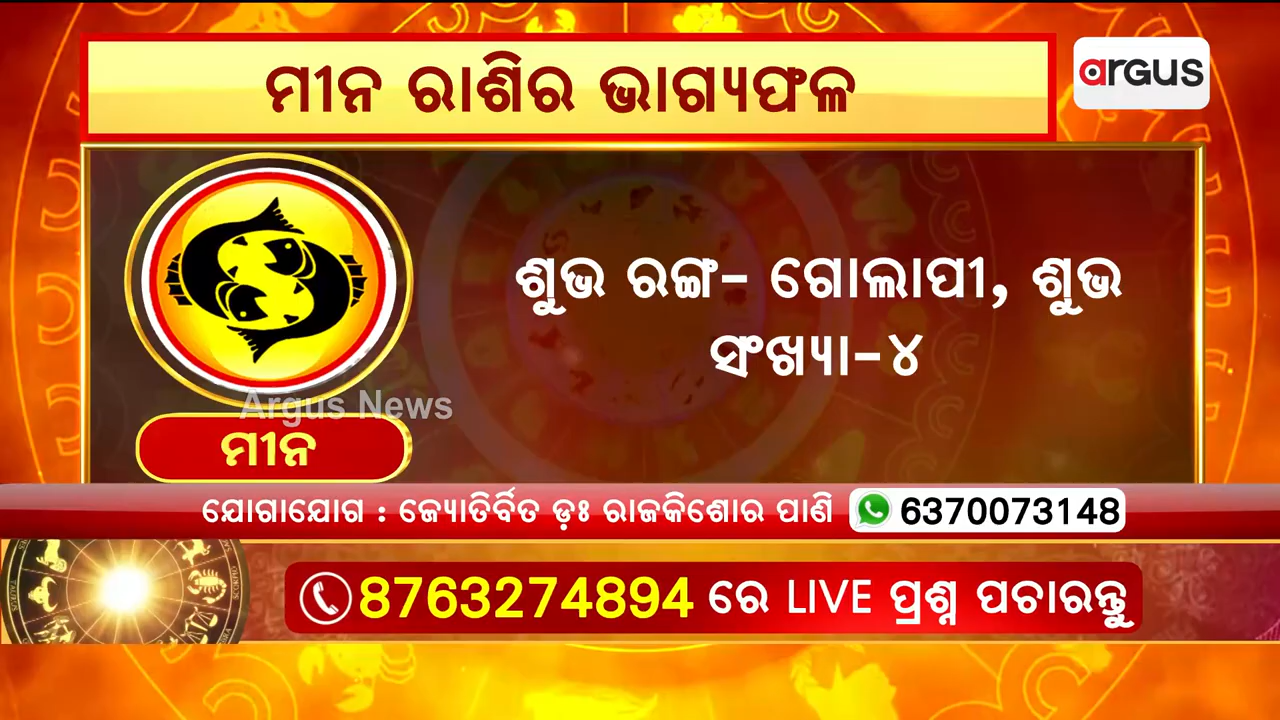 ମୀନ ରାଶିର ଭାଗ୍ୟଫଳ
argus
ଶୁଭ ରଙ୍ଗ- ଗୋଲାପୀ, ଶୁଭ
ସଂଖ୍ୟା-୪
Argus News
ମୀନ
ଯୋଗାଯୋଗ : ଜ୍ୟୋତିର୍ବିତ ଡ଼ଃ ରାଜକିଶୋର ପାଣି 6370073148
8763274894 ରେ LIVE ପ୍ରଶ୍ନ ପଚାରନ୍ତୁ